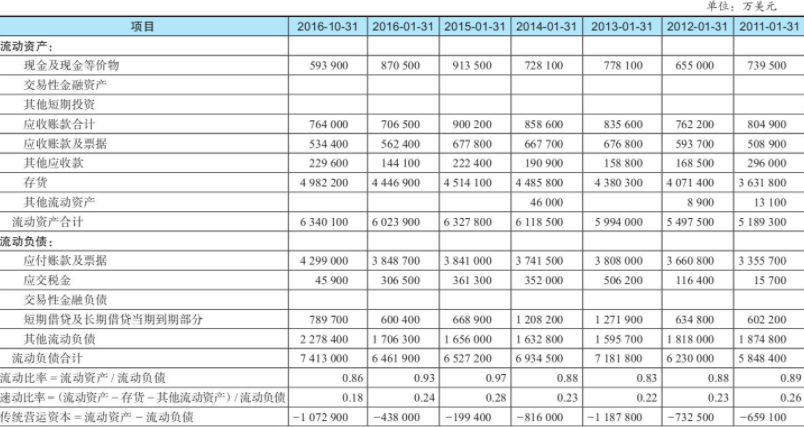 单位：万美元
项目 2016-10-31 2016-01-31 2015-01-31 2014-01-31 2013-01-31 2012-01-31 2011-01-31
流动资产：
现金及现金等价物 593 900 870 500 913 500 728 100 778 100 655 000 739 500
交易性金融资产
其他短期投资
应收账款合计 764 000 706 500 900 200 858 600 835 600 762 200 804 900
应收账款及票据 534 400 562 400 677 800 667 700 676 800 593 700 508 900
其他应收款 229 600 144 100 222 400 190 900 158 800 168 500 296 000
存货 4 982 200 4 446 900 4 514 100 4 485 800 4 380 300 4 071 400 3 631 800
其他流动资产 46 000 8 900 13 100
流动资产合计 6 340 100 6 023 900 6 327 800 6 118 500 5 994 000 5 497 500 5 189 300
流动负债：
应付账款及票据 4 299 000 3 848 700 3 841 000 3 741 500 3 808 000 3 660 800 3 355 700
应交税金 45 900 306 500 361 300 352 000 506 200 116 400 15 700
交易性金融负债
短期借贷及长期借贷当期到期部分 789 700 600 400 668 900 1 208 200 1 271 900 634 800 602 200
其他流动负债 2 278 400 1 706 300 1 656 000 1 632 800 1 595 700 1 818 000 1 874 800
流动负债合计 7 413 000 6 461 900 6 527 200 6 934 500 7 181 800 6 230 000 5 848 400
流动比率＝流动资产/流动负债 0.86 0.93 0.97 0.88 0.83 0.88 0.89
速动比率＝(流动资产－存货－其他流动资产)/流动负债 0.18 0.24 0.28 0.23 0.22 0.23 0.26
传统营运资本＝流动资产－流动负债 −1 072 900 −438 000 −199 400 −816 000 −1 187 800 −732 500 −659 100